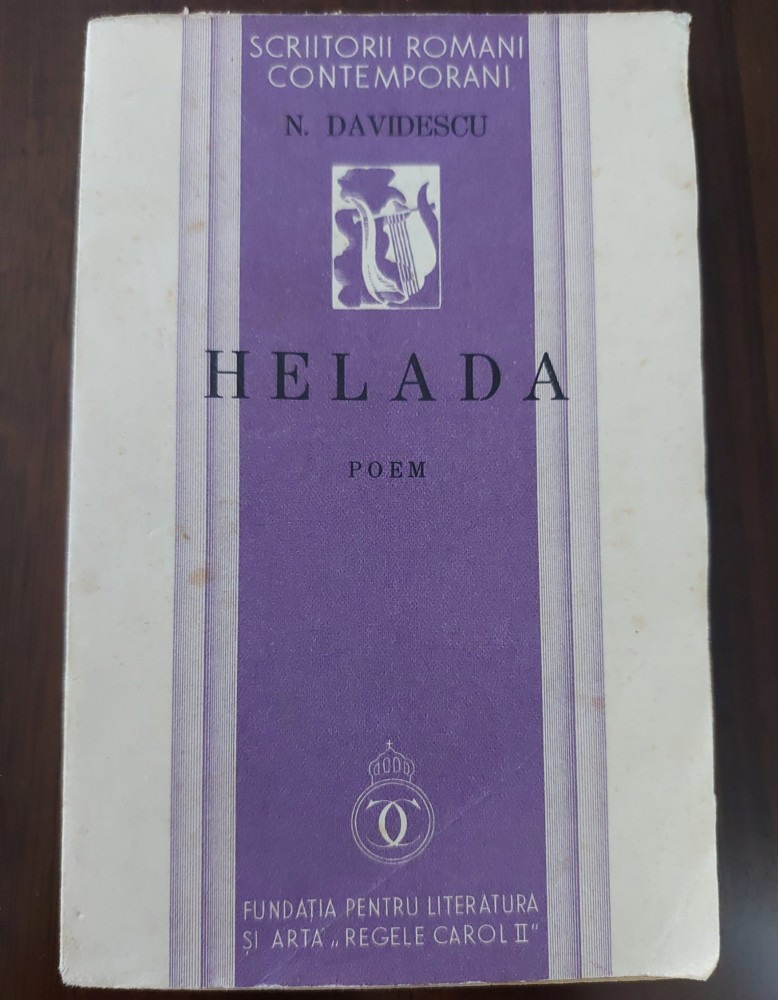 SCRIITORII ROMANI
CONTEMPORANI
N. DAVIDESCU
HELADA
POEM
FUNDAȚIA PENTRU LITERATURA
ȘI ARTA „REGELE CAROL II"